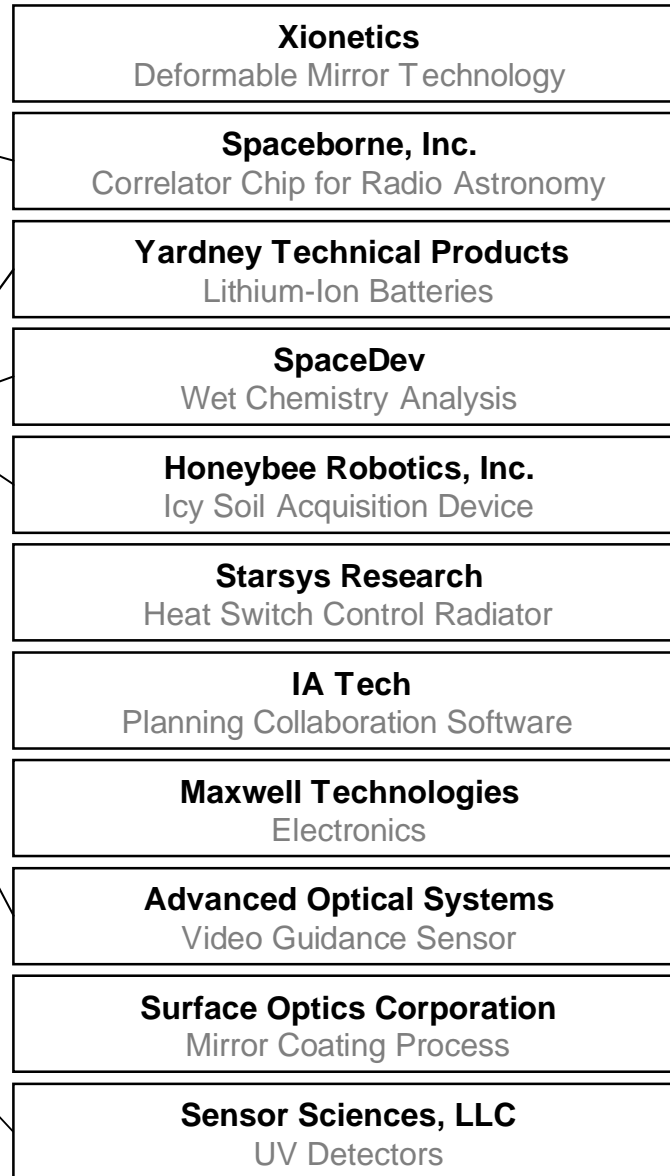 Xionetics
Deformable Mirror Technology
Spaceborne, Inc.
Correlator Chip for Radio Astronomy
Yardney Technical Products
Lithium-Ion Batteries
SpaceDev
Wet Chemistry Analysis
Honeybee Robotics, Inc.
Icy Soil Acquisition Device
Starsys Research
Heat Switch Control Radiator
IA Tech
Planning Collaboration Software
Maxwell Technologies
Electronics
Advanced Optical Systems
Video Guidance Sensor
Surface Optics Corporation
Mirror Coating Process
Sensor Sciences, LLC
UV Detectors